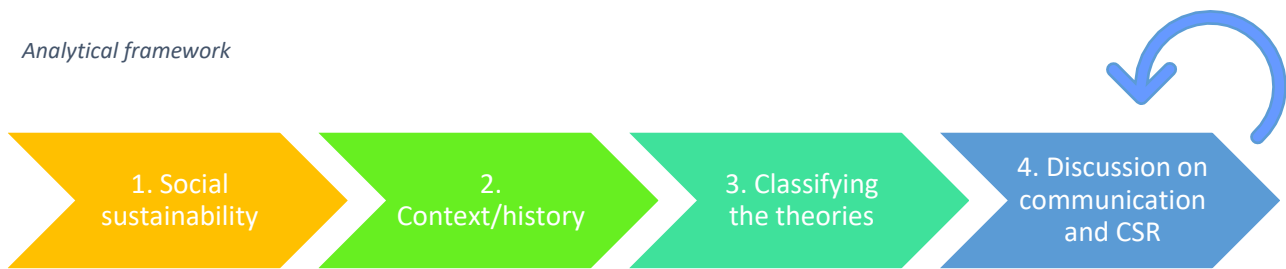 Analytical framework
1. Social
sustainability
2.
Context/history
3. Classifying
the theories
4. Discussion on
communication
and CSR